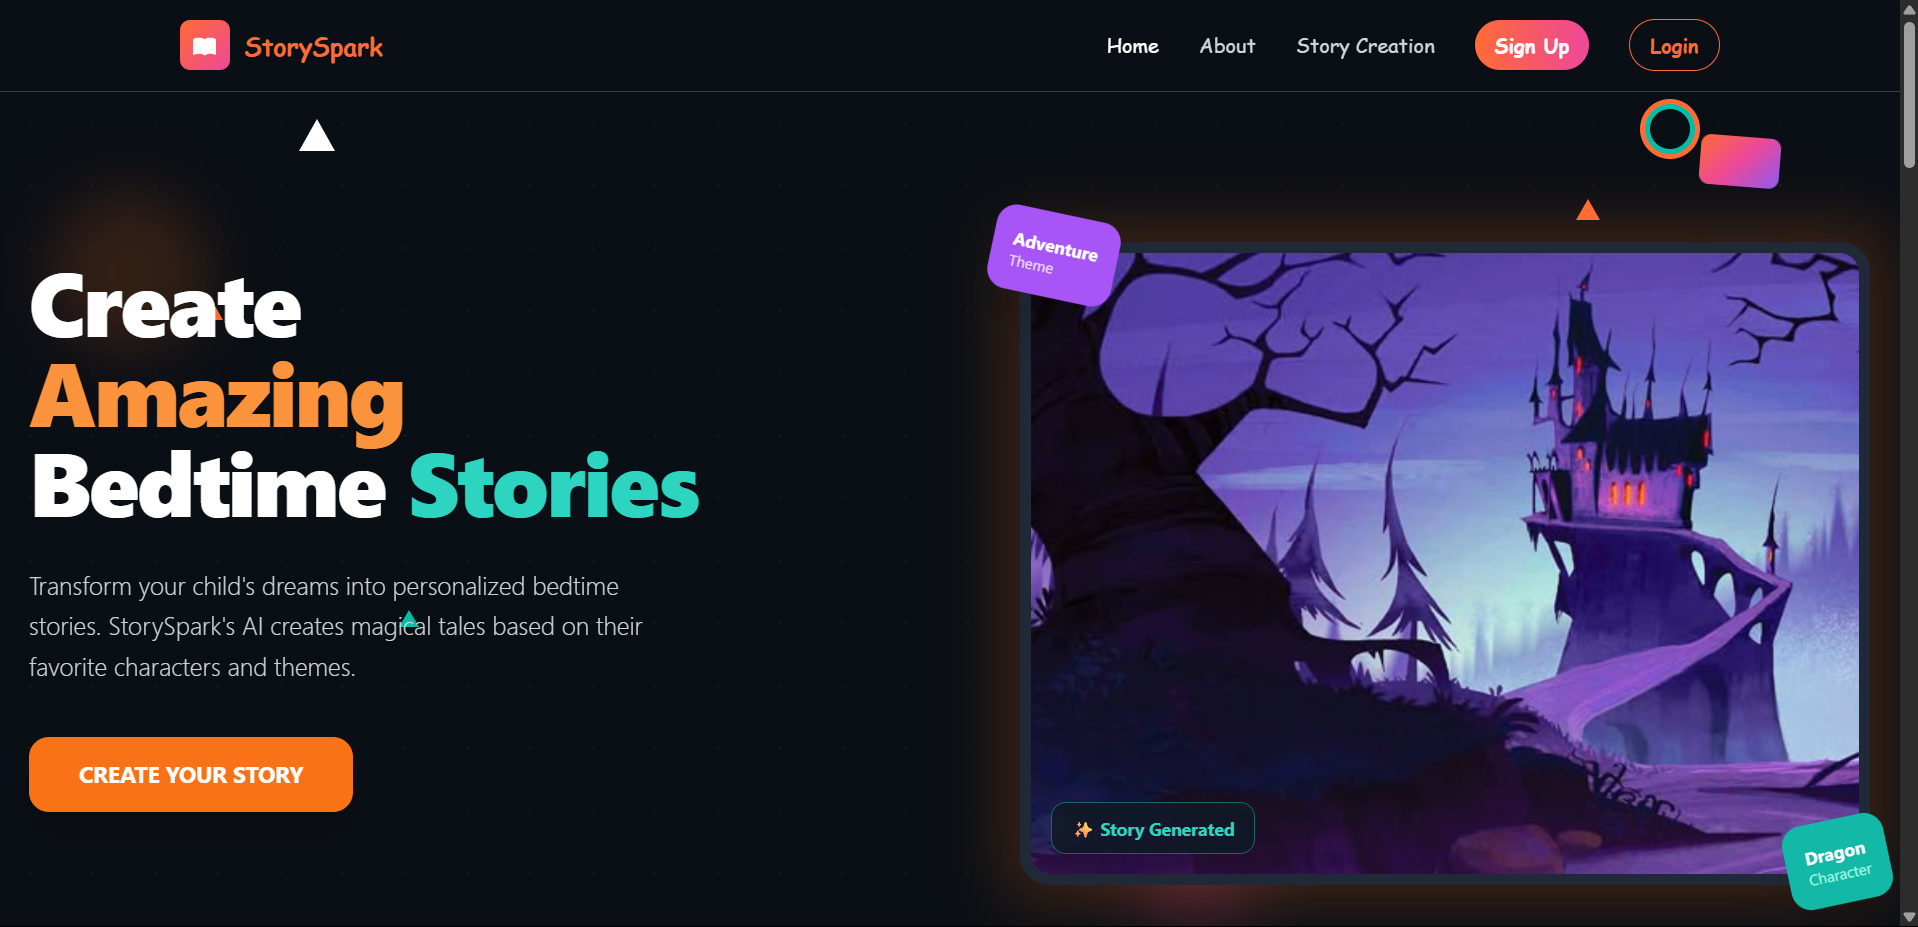 StorySpark
Home
About
Story Creation
Sign Up
Login
Create
Amazing
Bedtime Stories
Transform your child's dreams into personalized bedtime
stories. StorySpark's AI creates magical tales based on their
favorite characters and themes.
CREATE YOUR STORY
Adventure
Theme
✨ Story Generated
Dragon
Character